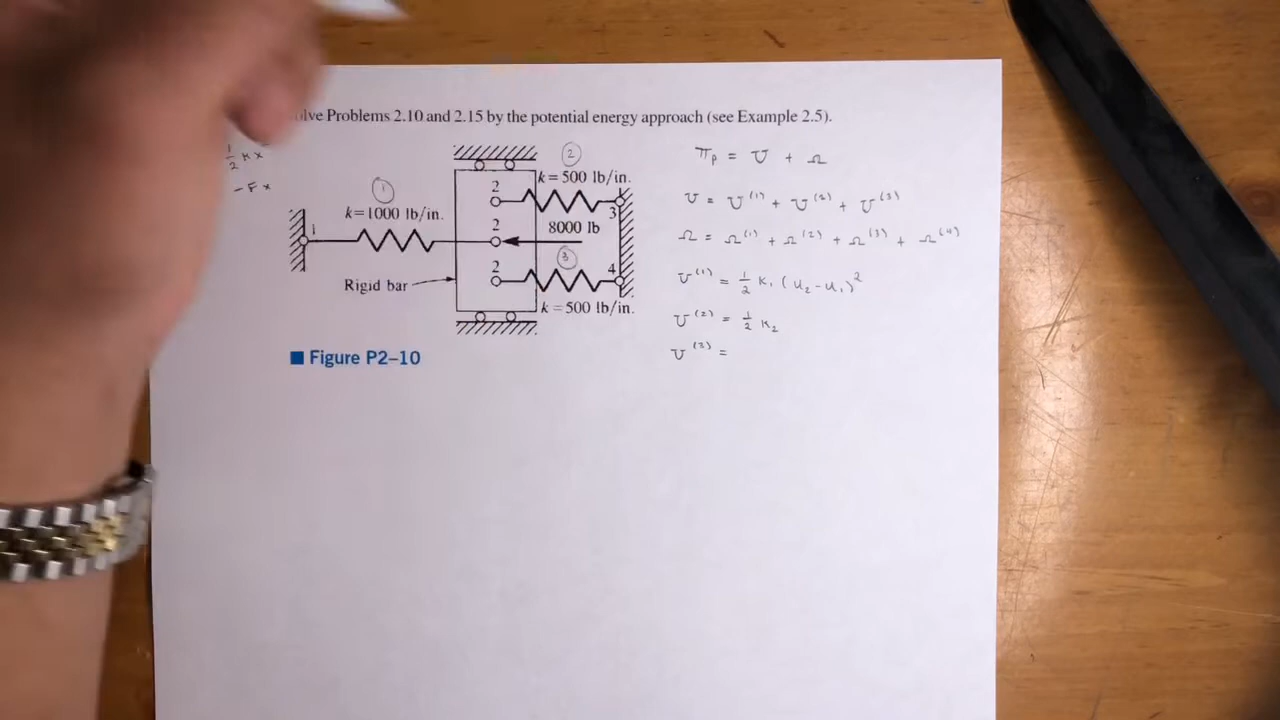 Problems 2.10 and 2.15 by the potential energy approach (see Example 2.5).
1/2 kx
-Fx
①
②
③
k = 500 lb/in.
k = 1000 lb/in.
2
3
1
2
8000 lb
2
4
Rigid bar
k = 500 lb/in.
■ Figure P2–10
πp = U + Ω
U = U⁽¹⁾ + U⁽²⁾ + U⁽³⁾
Ω = Ω⁽¹⁾ + Ω⁽²⁾ + Ω⁽³⁾ + Ω⁽⁴⁾
U⁽¹⁾ = 1/2 K₁ (u₂ - u₁)²
U⁽²⁾ = 1/2 K₂
U⁽³⁾ =